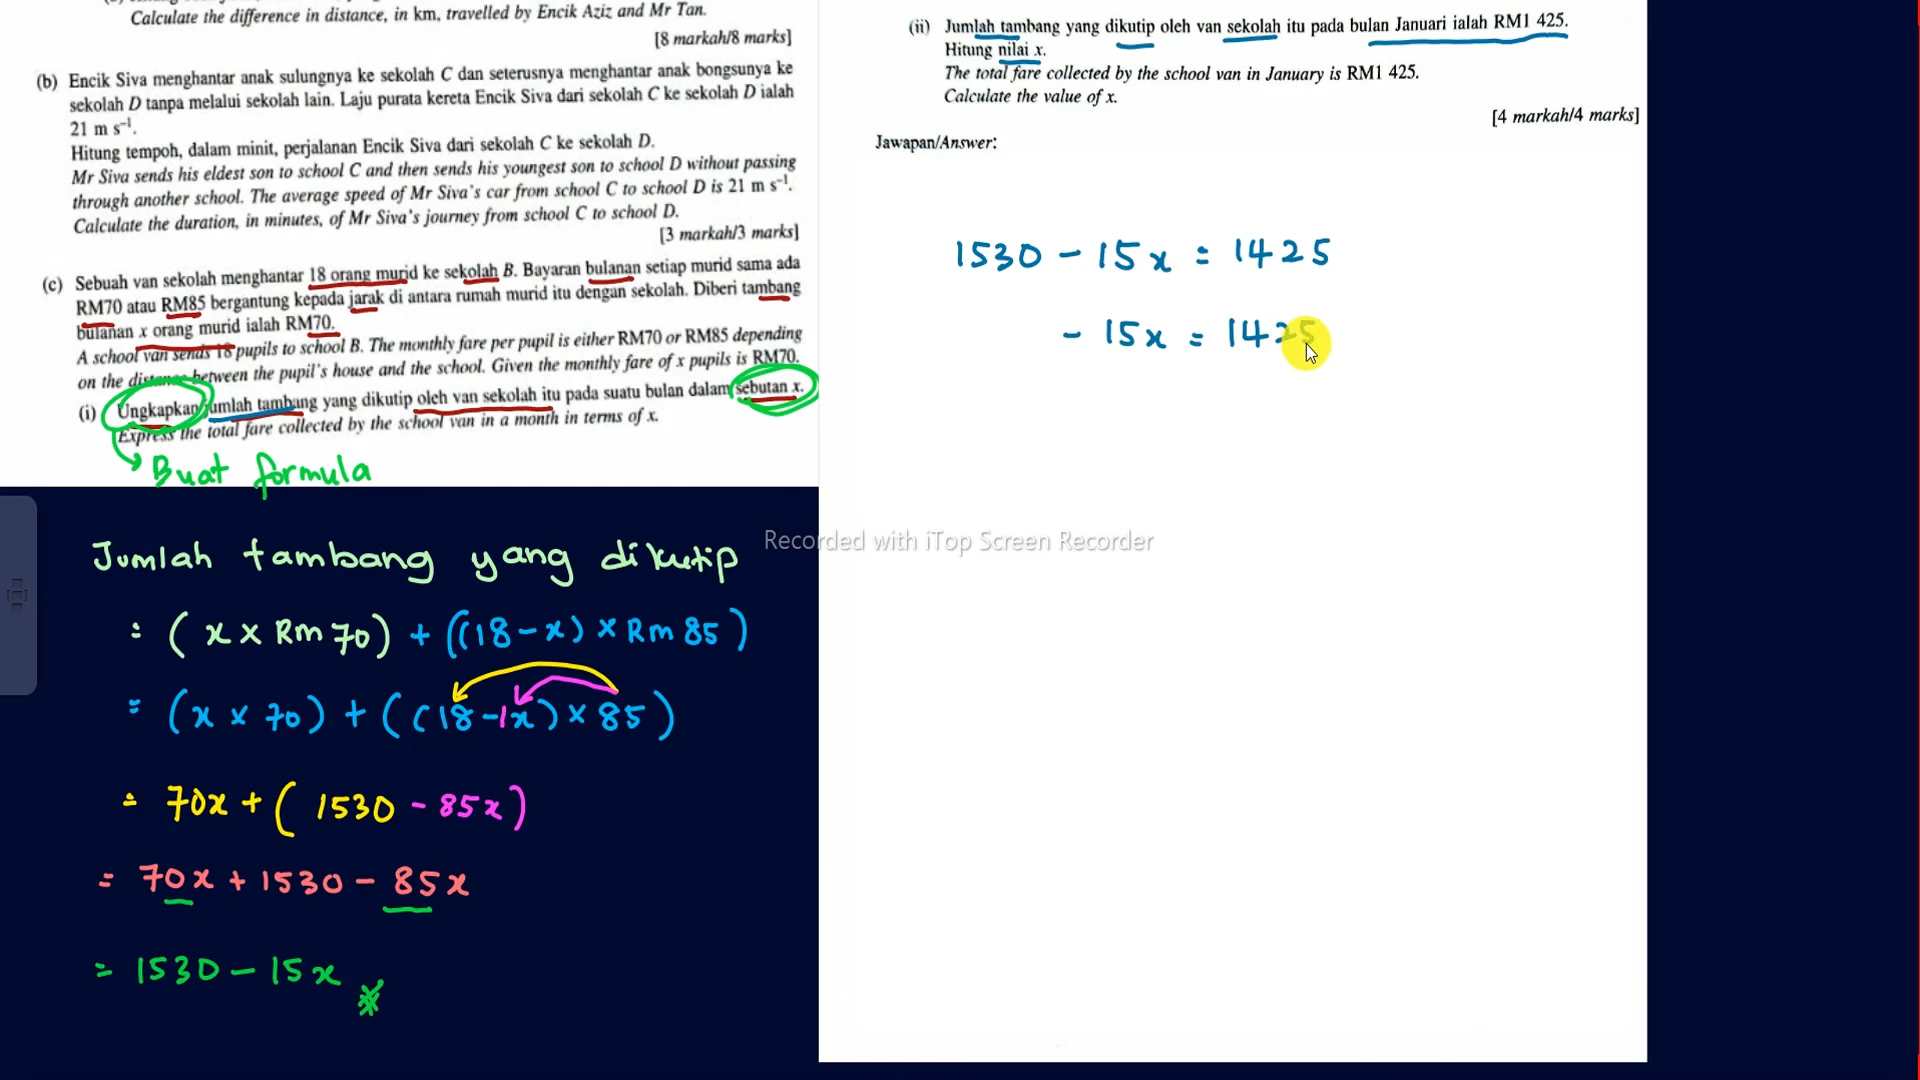 Calculate the difference in distance, in km, travelled by Encik Aziz and Mr Tan.
[8 markah/8 marks]
(b) Encik Siva menghantar anak sulungnya ke sekolah C dan seterusnya menghantar anak bongsunya ke
sekolah D tanpa melalui sekolah lain. Laju purata kereta Encik Siva dari sekolah C ke sekolah D ialah
21 m s⁻¹.
Hitung tempoh, dalam minit, perjalanan Encik Siva dari sekolah C ke sekolah D.
Mr Siva sends his eldest son to school C and then sends his youngest son to school D without passing
through another school. The average speed of Mr Siva's car from school C to school D is 21 m s⁻¹.
Calculate the duration, in minutes, of Mr Siva's journey from school C to school D.
[3 markah/3 marks]
(c) Sebuah van sekolah menghantar 18 orang murid ke sekolah B. Bayaran bulanan setiap murid sama ada
RM70 atau RM85 bergantung kepada jarak di antara rumah murid itu dengan sekolah. Diberi tambang
bulanan x orang murid ialah RM70.
A school van sends 18 pupils to school B. The monthly fare per pupil is either RM70 or RM85 depending
on the distance between the pupil's house and the school. Given the monthly fare of x pupils is RM70.
(i) Ungkapkan jumlah tambang yang dikutip oleh van sekolah itu pada suatu bulan dalam sebutan x.
Express the total fare collected by the school van in a month in terms of x.
Buat formula
Jumlah tambang yang dikutip
= (x × Rm 70) + ((18 - x) × Rm 85)
= (x × 70) + ((18 - 1x) × 85)
= 70x + (1530 - 85x)
= 70x + 1530 - 85x
= 1530 - 15x
(ii) Jumlah tambang yang dikutip oleh van sekolah itu pada bulan Januari ialah RM1 425.
Hitung nilai x.
The total fare collected by the school van in January is RM1 425.
Calculate the value of x.
[4 markah/4 marks]
Jawapan/Answer:
1530 - 15x = 1425
- 15x = 1425
Recorded with iTop Screen Recorder